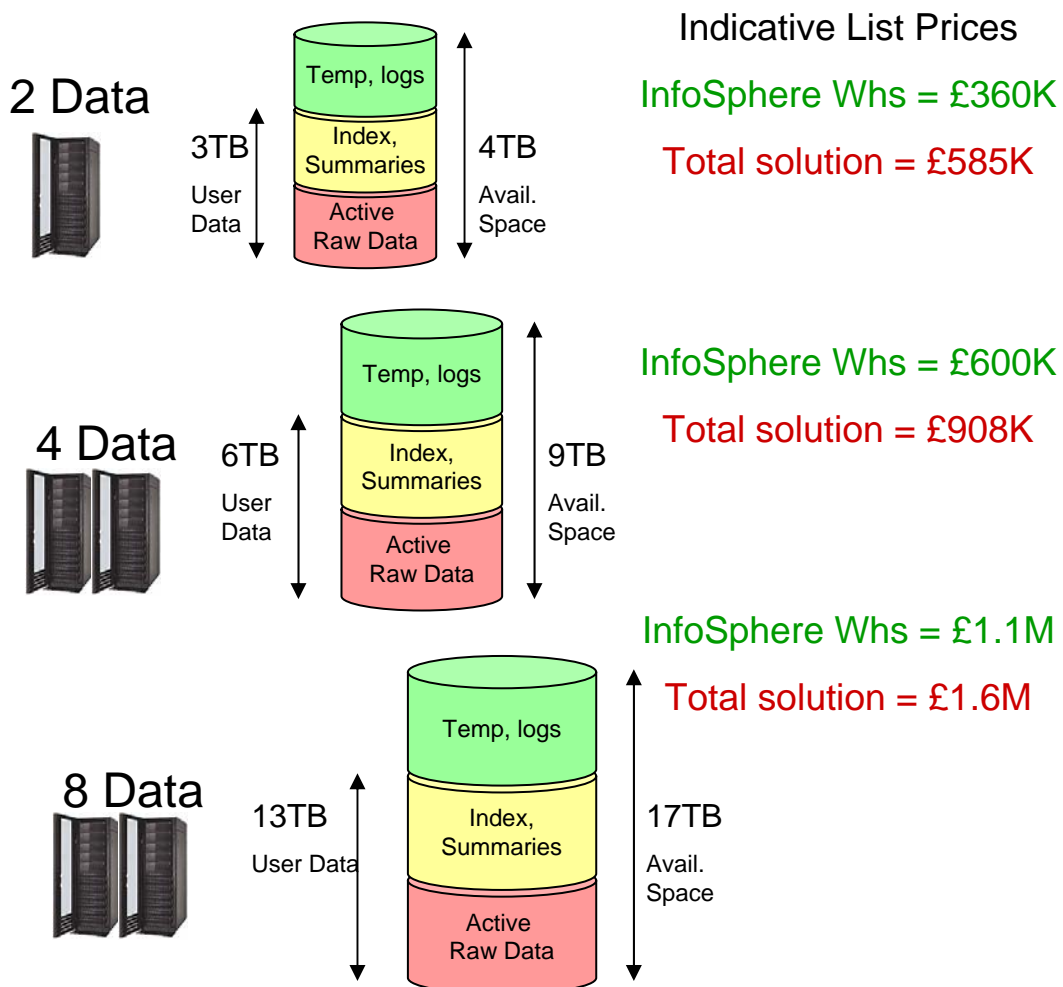 Indicative List Prices
2 Data
3TB
User
Data
Temp, logs
Index,
Summaries
Active
Raw Data
4TB
Avail.
Space
InfoSphere Whs = £360K
Total solution = £585K
4 Data
6TB
User
Data
Temp, logs
Index,
Summaries
Active
Raw Data
9TB
Avail.
Space
InfoSphere Whs = £600K
Total solution = £908K
8 Data
13TB
User Data
Temp, logs
Index,
Summaries
Active
Raw Data
17TB
Avail.
Space
InfoSphere Whs = £1.1M
Total solution = £1.6M